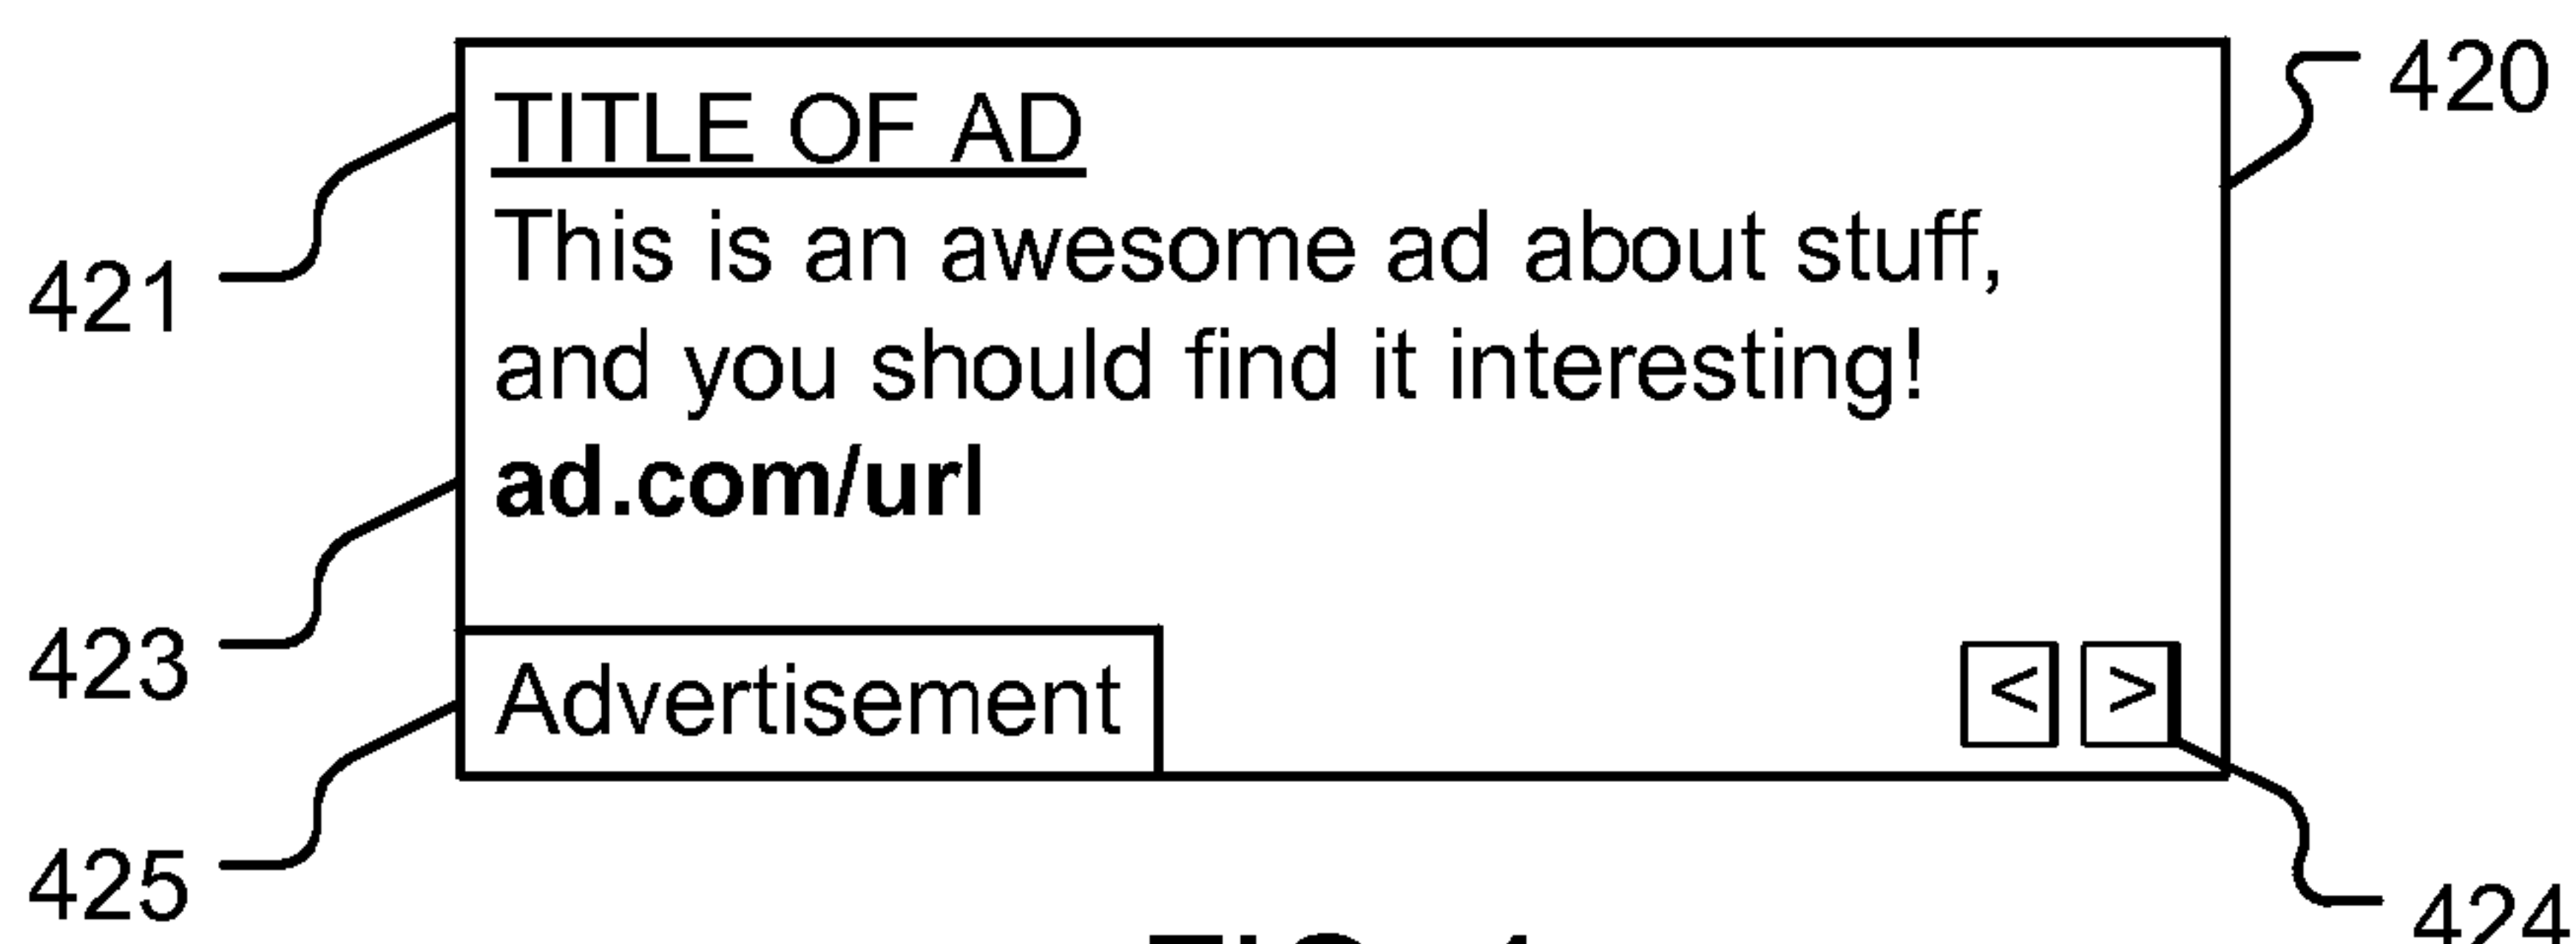 420
TITLE OF AD
This is an awesome ad about stuff,
421
and you should find it interesting!
ad.com/url
423
Advertisement
< >
425
424